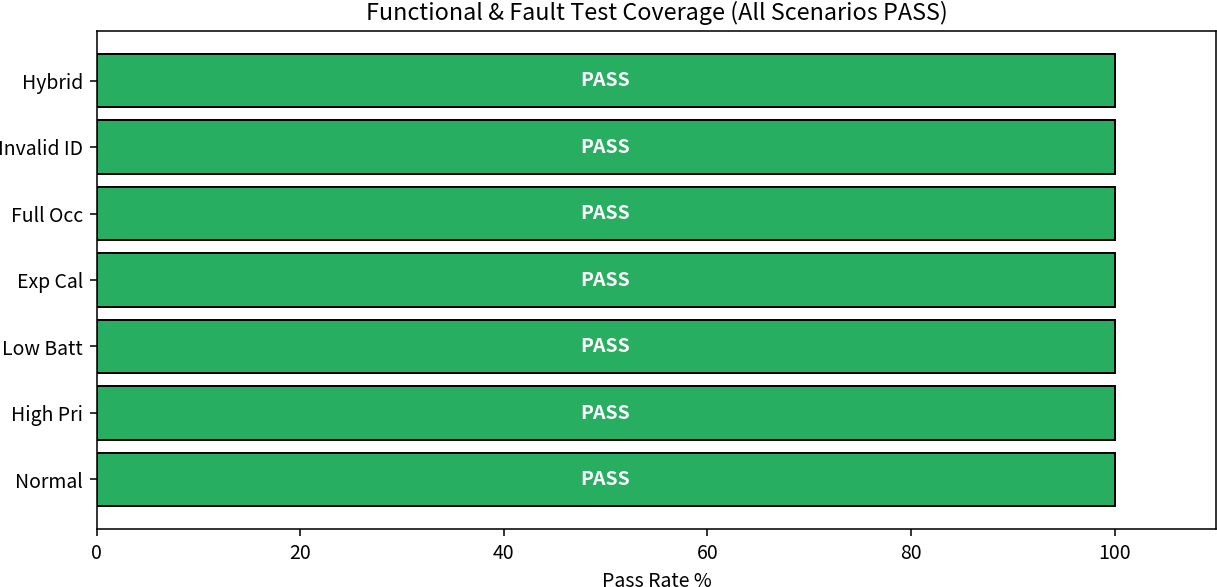 Functional & Fault Test Coverage (All Scenarios PASS)
Hybrid PASS
Invalid ID PASS
Full Occ PASS
Exp Cal PASS
Low Batt PASS
High Pri PASS
Normal PASS
0 20 40 60 80 100
Pass Rate %